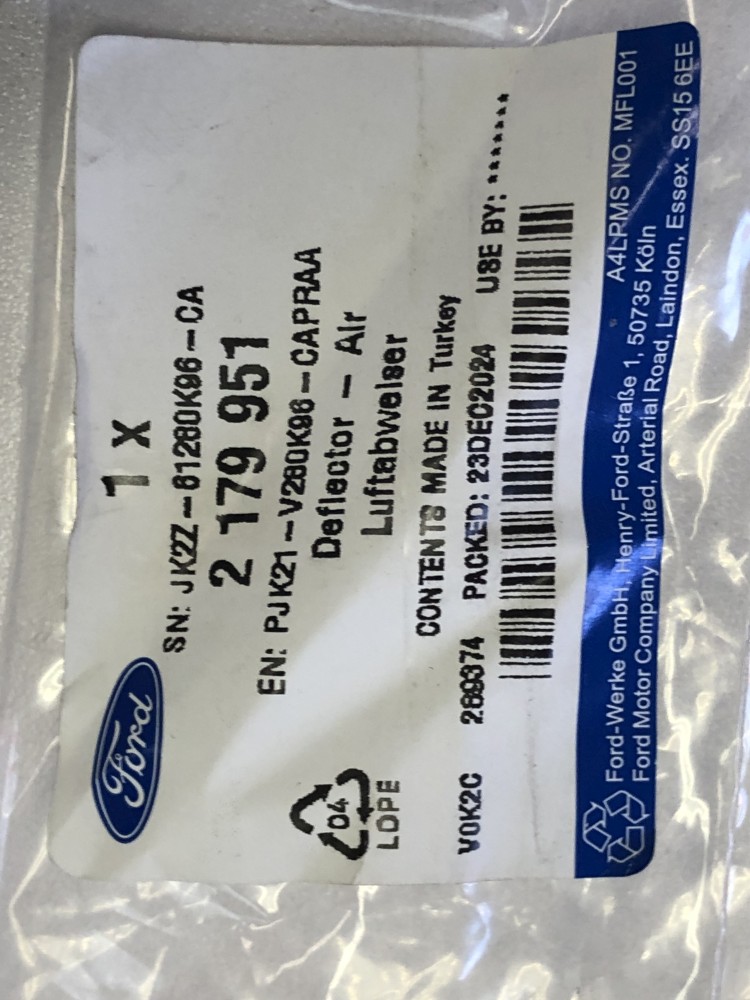 Ford
1 X
SN: JK2Z-61280K96-CA
2 179 951
EN: PJK21-V280K96-CAPRAA
Deflector - Air
Luftabweiser
CONTENTS MADE IN Turkey
04
LDPE
V0K2C 289374 PACKED: 23DEC2024 USE BY: *******
Ford-Werke GmbH, Henry-Ford-Straße 1, 50735 Köln A4LPMS NO. MFL001
Ford Motor Company Limited, Arterial Road, Laindon, Essex. SS15 6EE